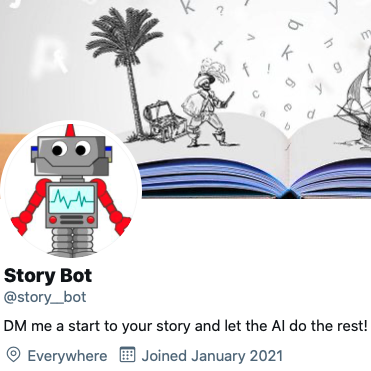 Story Bot
@story__bot
DM me a start to your story and let the AI do the rest!
Everywhere Joined January 2021